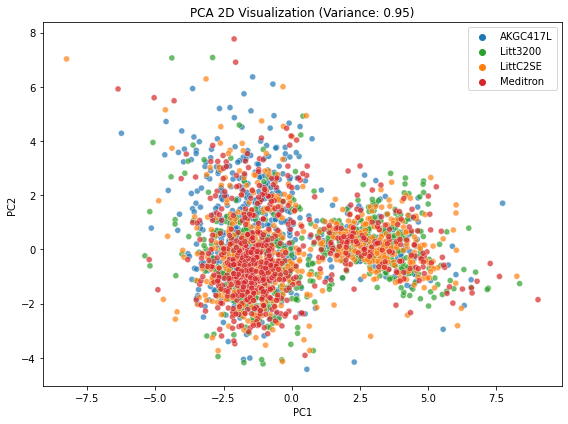 PCA 2D Visualization (Variance: 0.95)
AKGC417L
Litt3200
LittC2SE
Meditron
8
6
4
2
0
−2
−4
PC2
−7.5 −5.0 −2.5 0.0 2.5 5.0 7.5
PC1